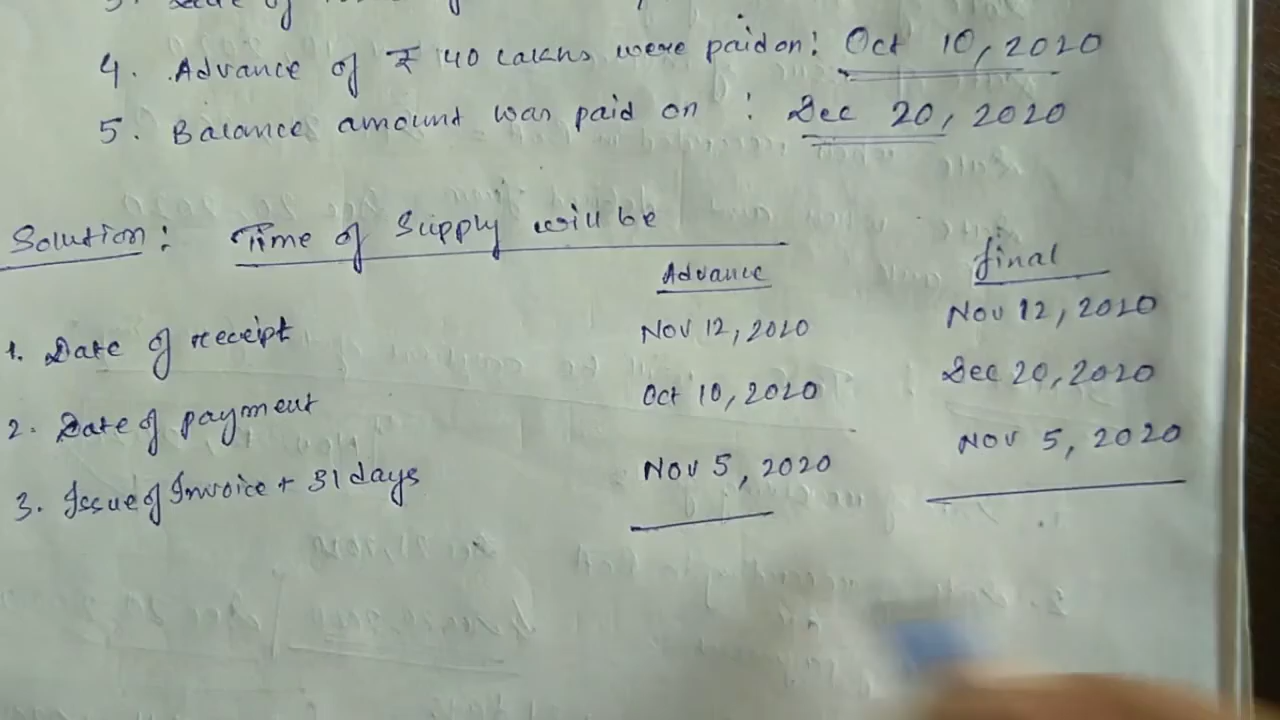 4. Advance of ₹ 40 Lakhs were paid on: Oct 10, 2020
5. Balance amount was paid on : Dec 20, 2020
Solution: Time of Supply will be
Advance final
1. Date of receipt Nov 12, 2020 Nov 12, 2020
2. Date of payment Oct 10, 2020 Dec 20, 2020
3. Issue of Invoice + 31 days Nov 5, 2020 Nov 5, 2020